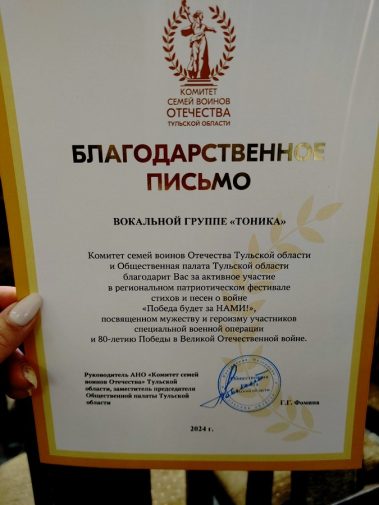 КОМИТЕТ
СЕМЕЙ ВОИНОВ
ОТЕЧЕСТВА
ТУЛЬСКОЙ ОБЛАСТИ
БЛАГОДАРСТВЕННОЕ
ПИСЬМО
ВОКАЛЬНОЙ ГРУППЕ «ТОНИКА»
Комитет семей воинов Отечества Тульской области
и Общественная палата Тульской области
благодарит Вас за активное участие
в региональном патриотическом фестивале
стихов и песен о войне
«Победа будет за НАМИ!»,
посвященном мужеству и героизму участников
специальной военной операции
и 80-летию Победы в Великой Отечественной войне.
Руководитель АНО «Комитет семей
воинов Отечества» Тульской
области, заместитель председателя
Общественной палаты Тульской
области
Г.Г. Фомина
2024 г.